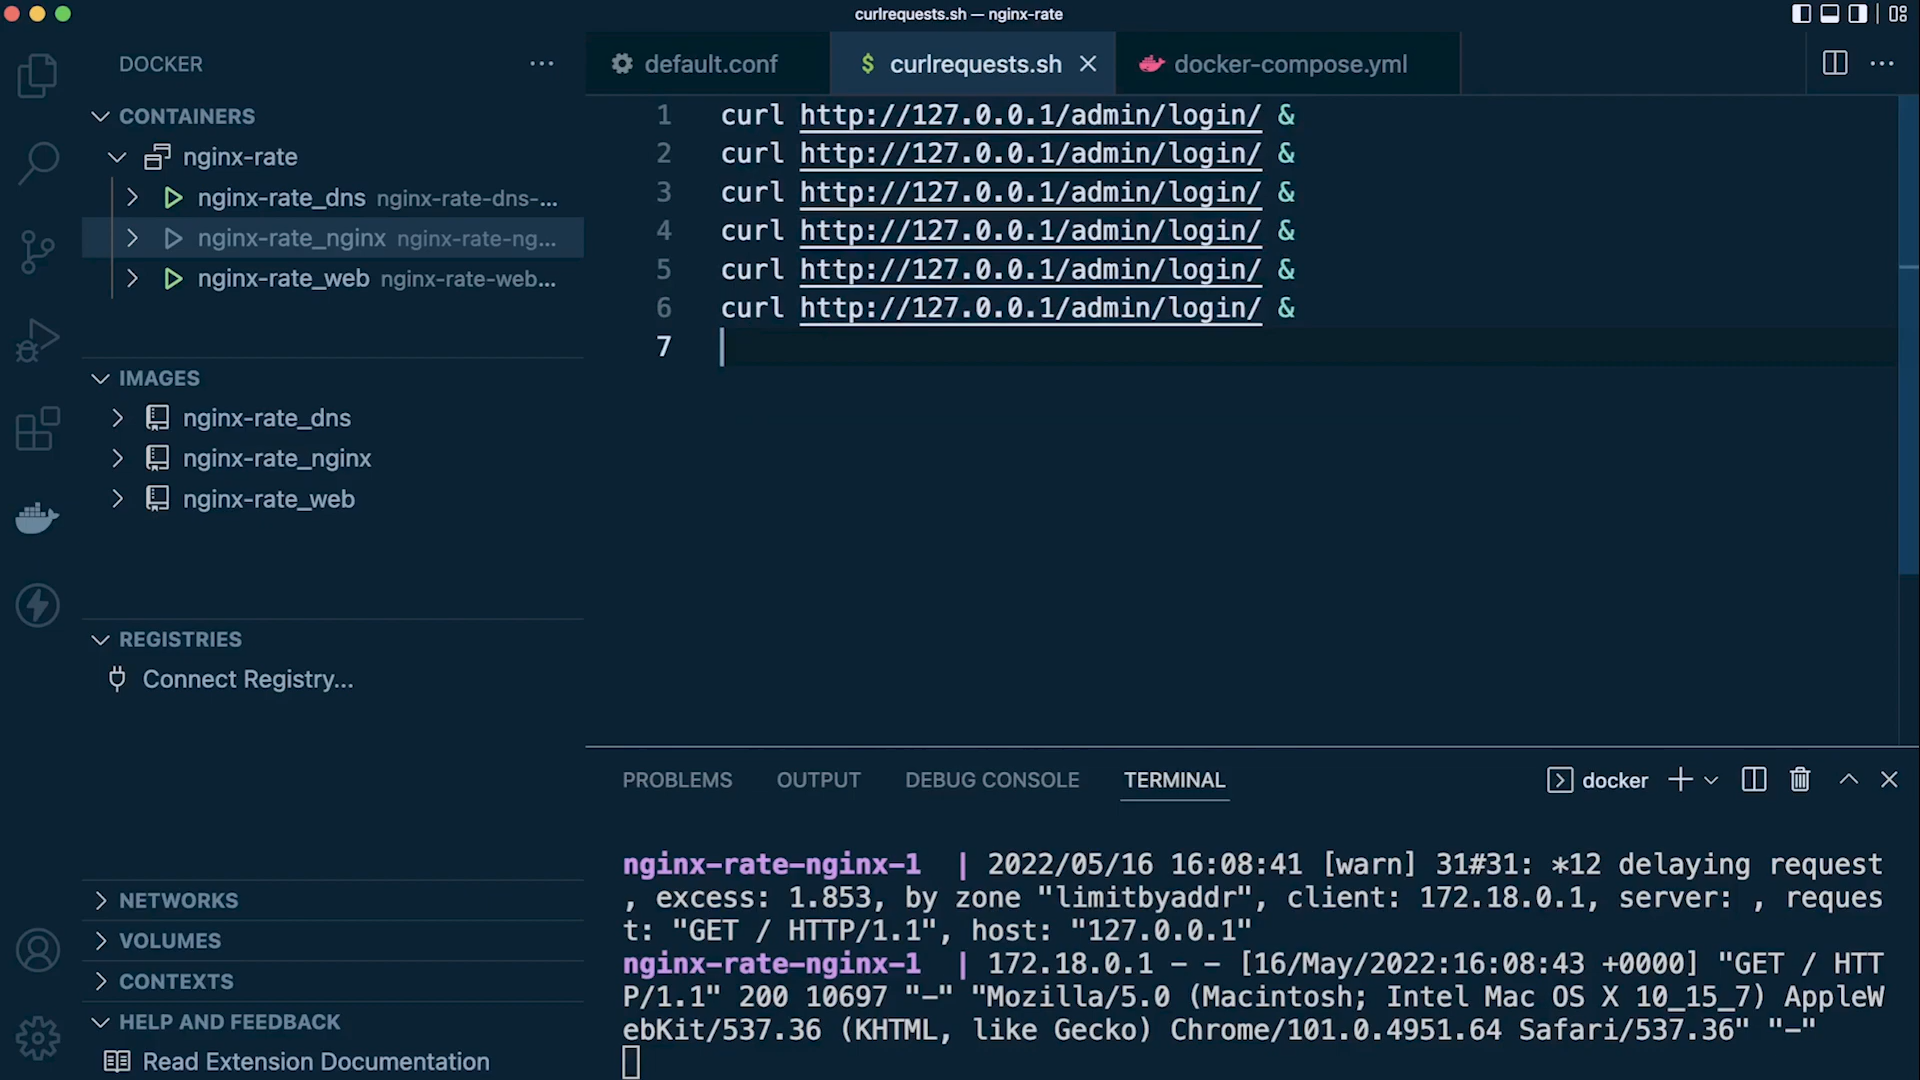 curlrequests.sh — nginx-rate
DOCKER
CONTAINERS
nginx-rate
nginx-rate_dns nginx-rate-dns-...
nginx-rate_nginx nginx-rate-ng...
nginx-rate_web nginx-rate-web...
IMAGES
nginx-rate_dns
nginx-rate_nginx
nginx-rate_web
REGISTRIES
Connect Registry...
NETWORKS
VOLUMES
CONTEXTS
HELP AND FEEDBACK
Read Extension Documentation
default.conf
$ curlrequests.sh
docker-compose.yml
1 curl http://127.0.0.1/admin/login/ &
2 curl http://127.0.0.1/admin/login/ &
3 curl http://127.0.0.1/admin/login/ &
4 curl http://127.0.0.1/admin/login/ &
5 curl http://127.0.0.1/admin/login/ &
6 curl http://127.0.0.1/admin/login/ &
7
PROBLEMS OUTPUT DEBUG CONSOLE TERMINAL
docker
nginx-rate-nginx-1 | 2022/05/16 16:08:41 [warn] 31#31: *12 delaying request
, excess: 1.853, by zone "limitbyaddr", client: 172.18.0.1, server: , reques
t: "GET / HTTP/1.1", host: "127.0.0.1"
nginx-rate-nginx-1 | 172.18.0.1 - - [16/May/2022:16:08:43 +0000] "GET / HTT
P/1.1" 200 10697 "-" "Mozilla/5.0 (Macintosh; Intel Mac OS X 10_15_7) AppleW
ebKit/537.36 (KHTML, like Gecko) Chrome/101.0.4951.64 Safari/537.36" "-"